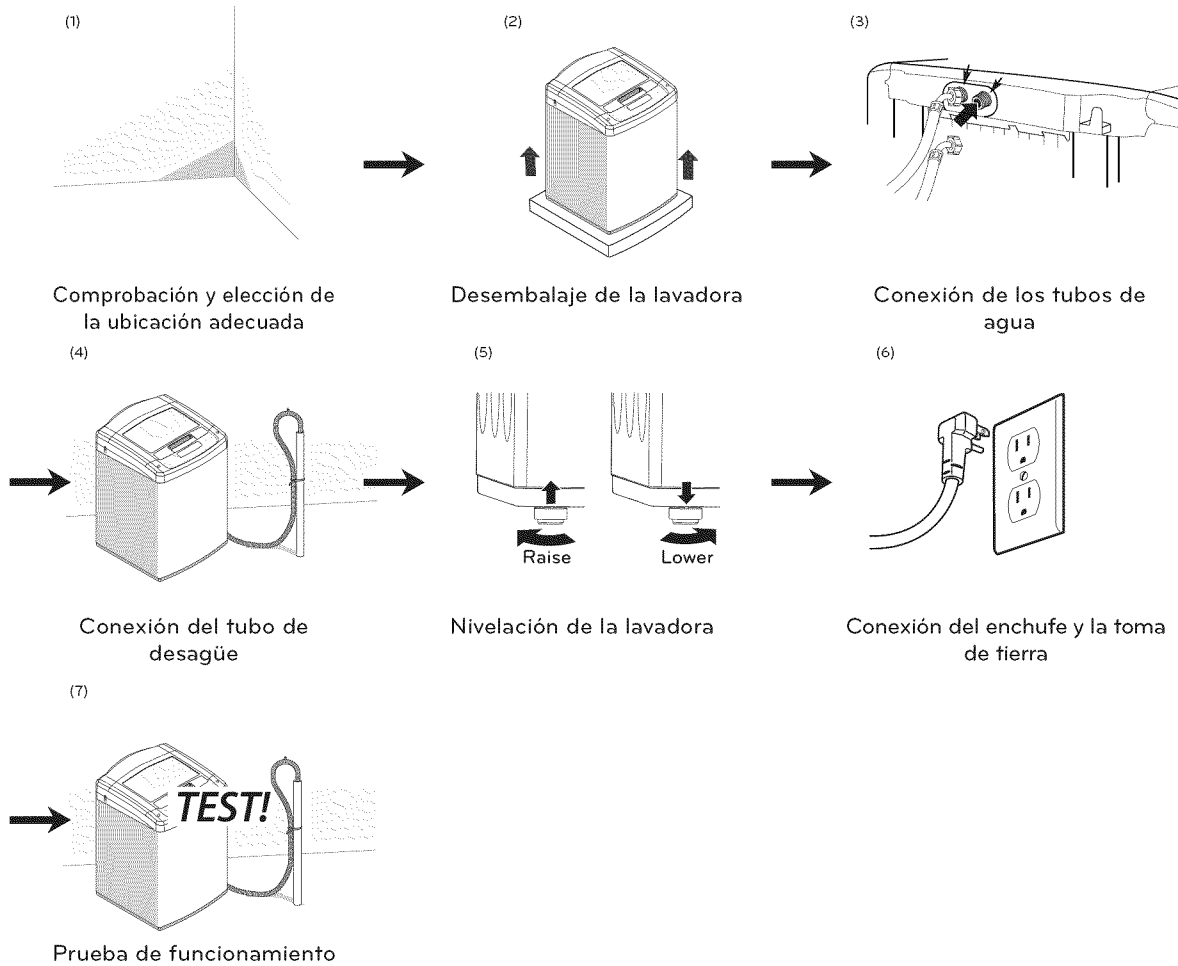 (1)
(2)
(3)
Comprobación y elección de
la ubicación adecuada
Desembalaje de la lavadora
Conexión de los tubos de
agua
(4)
(5)
(6)
Raise
Lower
Conexión del tubo de
desagüe
Nivelación de la lavadora
Conexión del enchufe y la toma
de tierra
(7)
TEST!
Prueba de funcionamiento